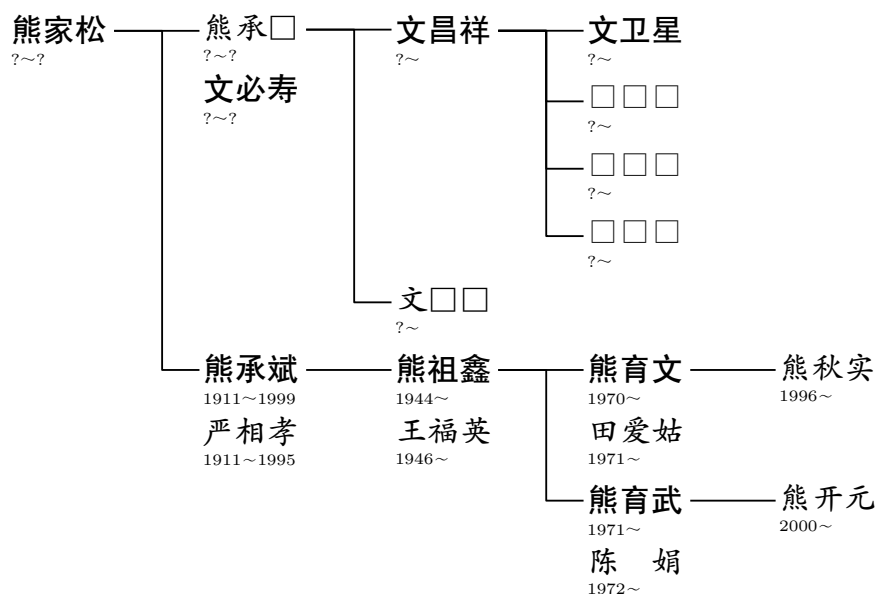 熊家松 熊承□ 文昌祥 文卫星
?~? ?~? ?~ ?~
文必寿 □□□
?~? ?~
□□□
?~
□□□
?~
文□□
?~
熊承斌 熊祖鑫 熊育文 熊秋实
1911~1999 1944~ 1970~ 1996~
严相孝 王福英 田爱姑
1911~1995 1946~ 1971~
熊育武 熊开元
1971~ 2000~
陈 娟
1972~